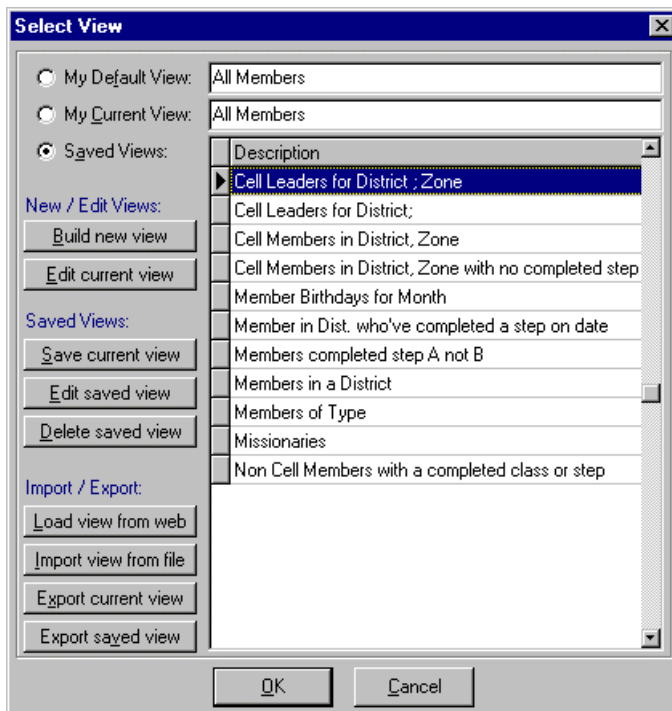 Select View
My Default View: All Members
My Current View: All Members
Saved Views:
Description
Cell Leaders for District ; Zone
Cell Leaders for District;
Cell Members in District, Zone
Cell Members in District, Zone with no completed step
Member Birthdays for Month
Member in Dist. who've completed a step on date
Members completed step A not B
Members in a District
Members of Type
Missionaries
Non Cell Members with a completed class or step
New / Edit Views:
Build new view
Edit current view
Saved Views:
Save current view
Edit saved view
Delete saved view
Import / Export:
Load view from web
Import view from file
Export current view
Export saved view
OK
Cancel